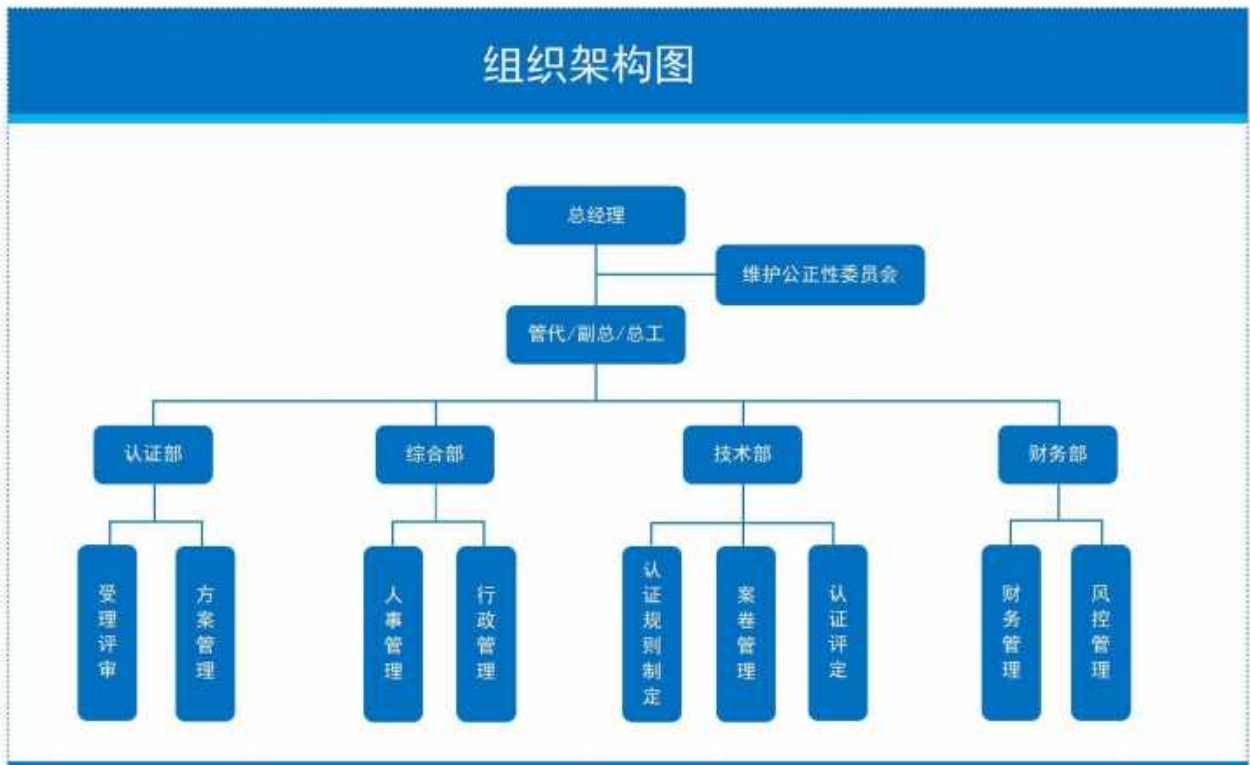 组织架构图
总经理
维护公正性委员会
管代/副总/总工
认证部
综合部
技术部
财务部
受理评审
方案管理
人事管理
行政管理
认证规则制定
案卷管理
认证评定
财务管理
风控管理